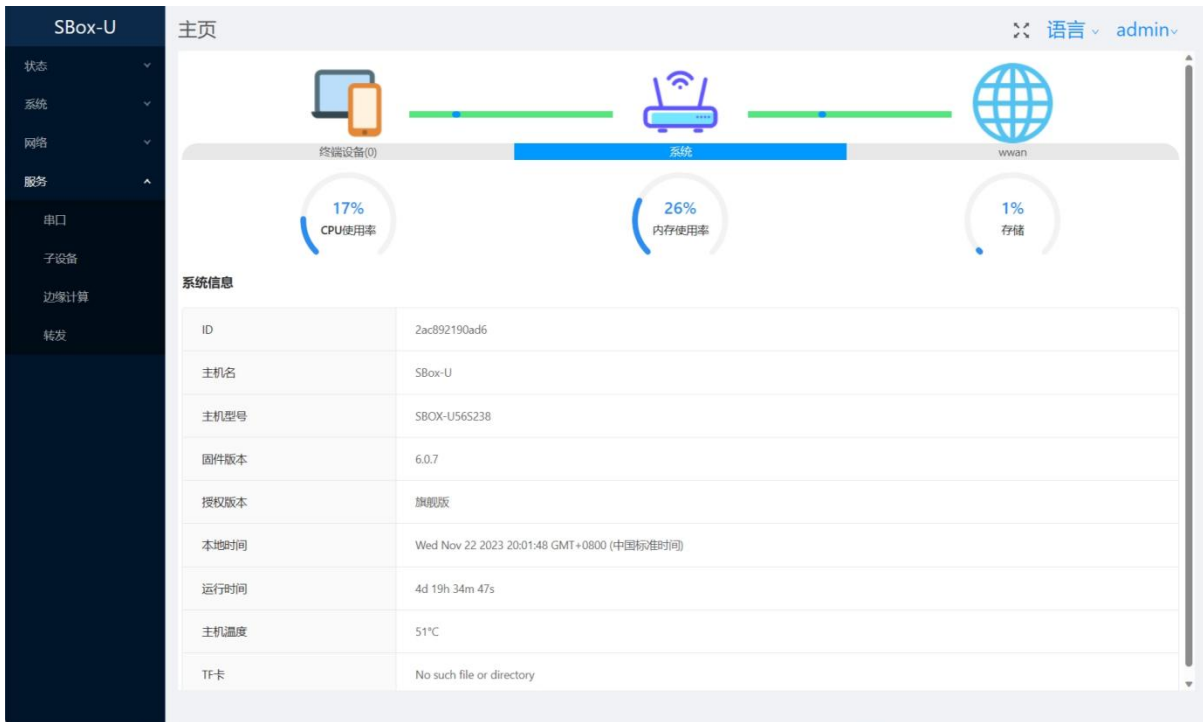 SBox-U
主页
语言
admin
状态
系统
网络
服务
串口
子设备
边缘计算
转发
终端设备(0)
系统
wwan
17%
CPU使用率
26%
内存使用率
1%
存储
系统信息
ID 2ac892190ad6
主机名 SBox-U
主机型号 SBOX-U56S238
固件版本 6.0.7
授权版本 旗舰版
本地时间 Wed Nov 22 2023 20:01:48 GMT+0800 (中国标准时间)
运行时间 4d 19h 34m 47s
主机温度 51°C
TF卡 No such file or directory